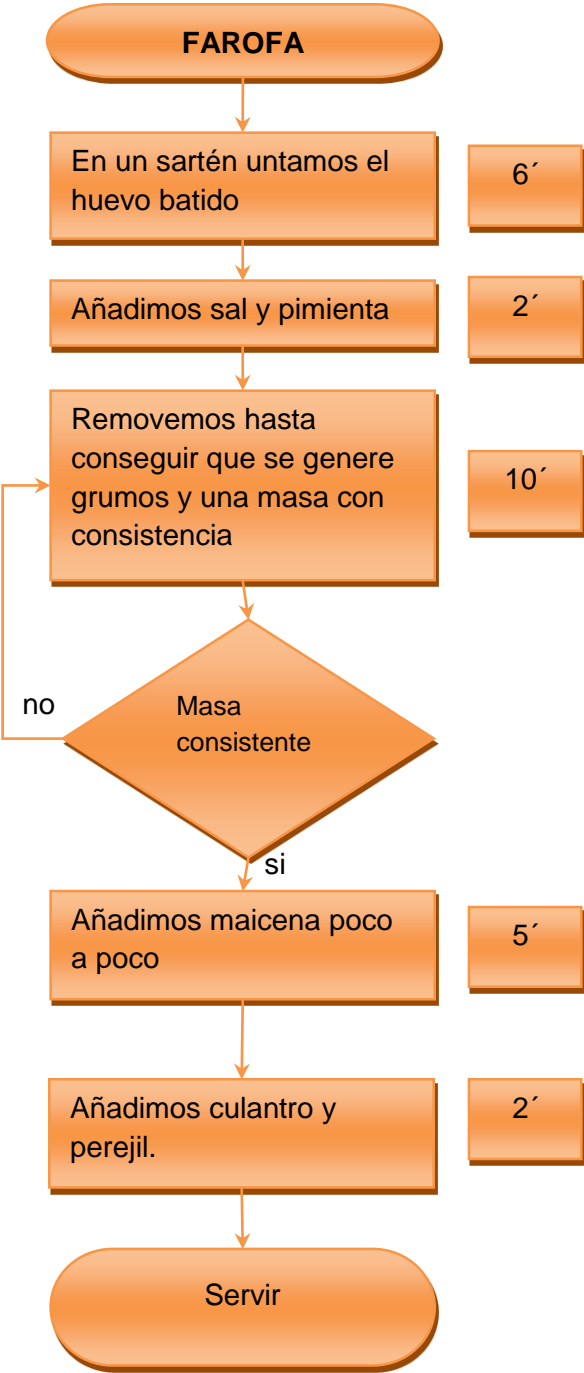 FAROFA
En un sartén untamos el
huevo batido
6´
Añadimos sal y pimienta
2´
Removemos hasta
conseguir que se genere
grumos y una masa con
consistencia
10´
no
Masa
consistente
si
Añadimos maicena poco
a poco
5´
Añadimos culantro y
perejil.
2´
Servir